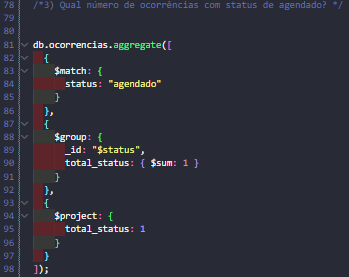 78 /*3) Qual número de ocorrências com status de agendado? */
79
80
81 db.ocorrencias.aggregate([
82 {
83 $match: {
84 status: "agendado"
85 }
86 },
87 {
88 $group: {
89 _id: "$status",
90 total_status: { $sum: 1 }
91 }
92 },
93 {
94 $project: {
95 total_status: 1
96 }
97 }
98 ]);